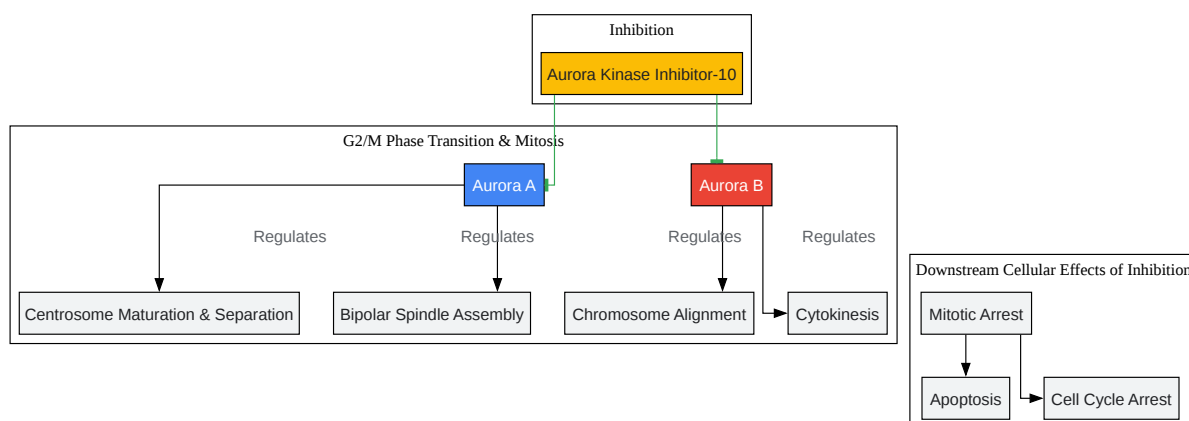 Inhibition
Aurora Kinase Inhibitor-10
G2/M Phase Transition & Mitosis
Aurora A
Aurora B
Regulates
Regulates
Regulates
Regulates
Centrosome Maturation & Separation
Bipolar Spindle Assembly
Chromosome Alignment
Cytokinesis
Downstream Cellular Effects of Inhibition
Mitotic Arrest
Apoptosis
Cell Cycle Arrest